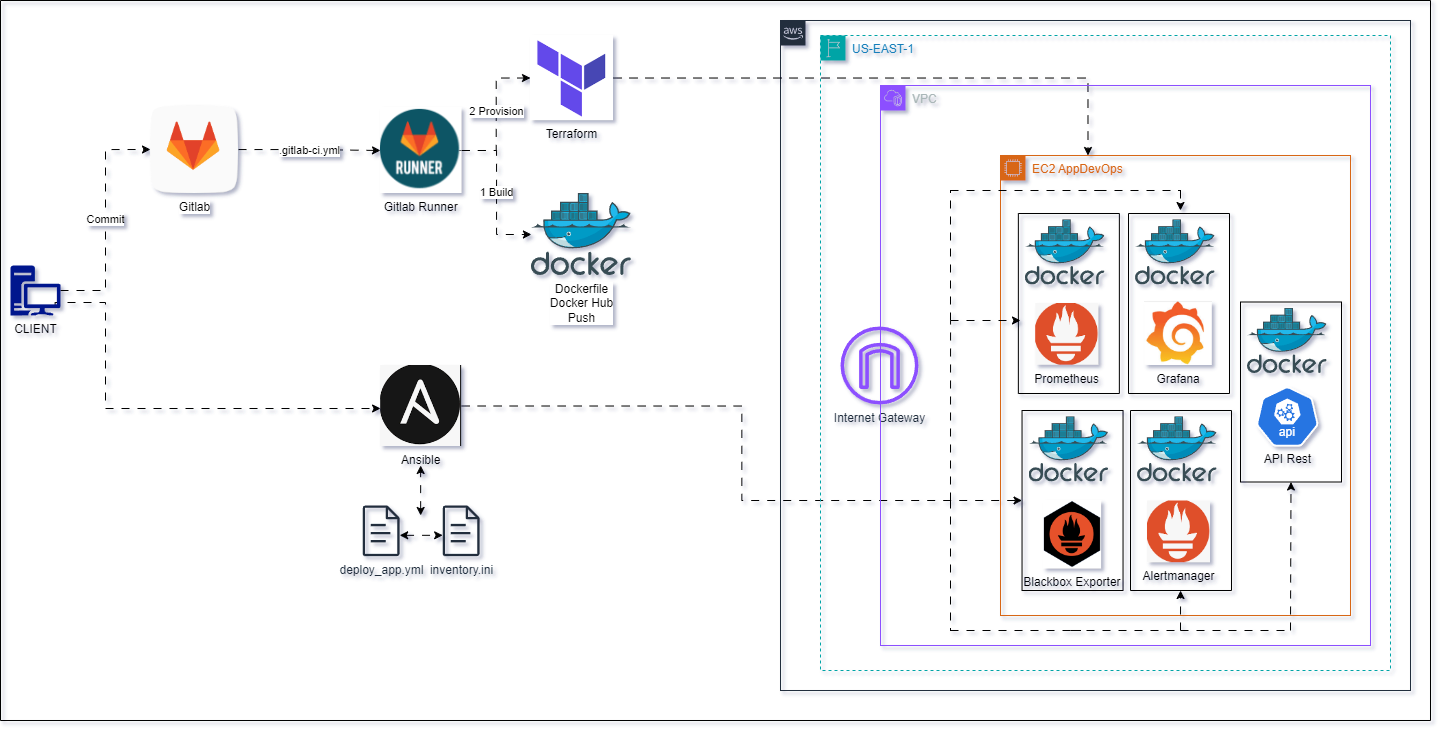 aws
US-EAST-1
VPC
2 Provision
Terraform
EC2 AppDevOps
.gitlab-ci.yml
RUNNER
Gitlab
Gitlab Runner
1 Build
Commit
docker
Dockerfile
Docker Hub
Push
CLIENT
docker
docker
Prometheus
Grafana
docker
api
API Rest
Internet Gateway
Ansible
docker
docker
deploy_app.yml
inventory.ini
Blackbox Exporter
Alertmanager